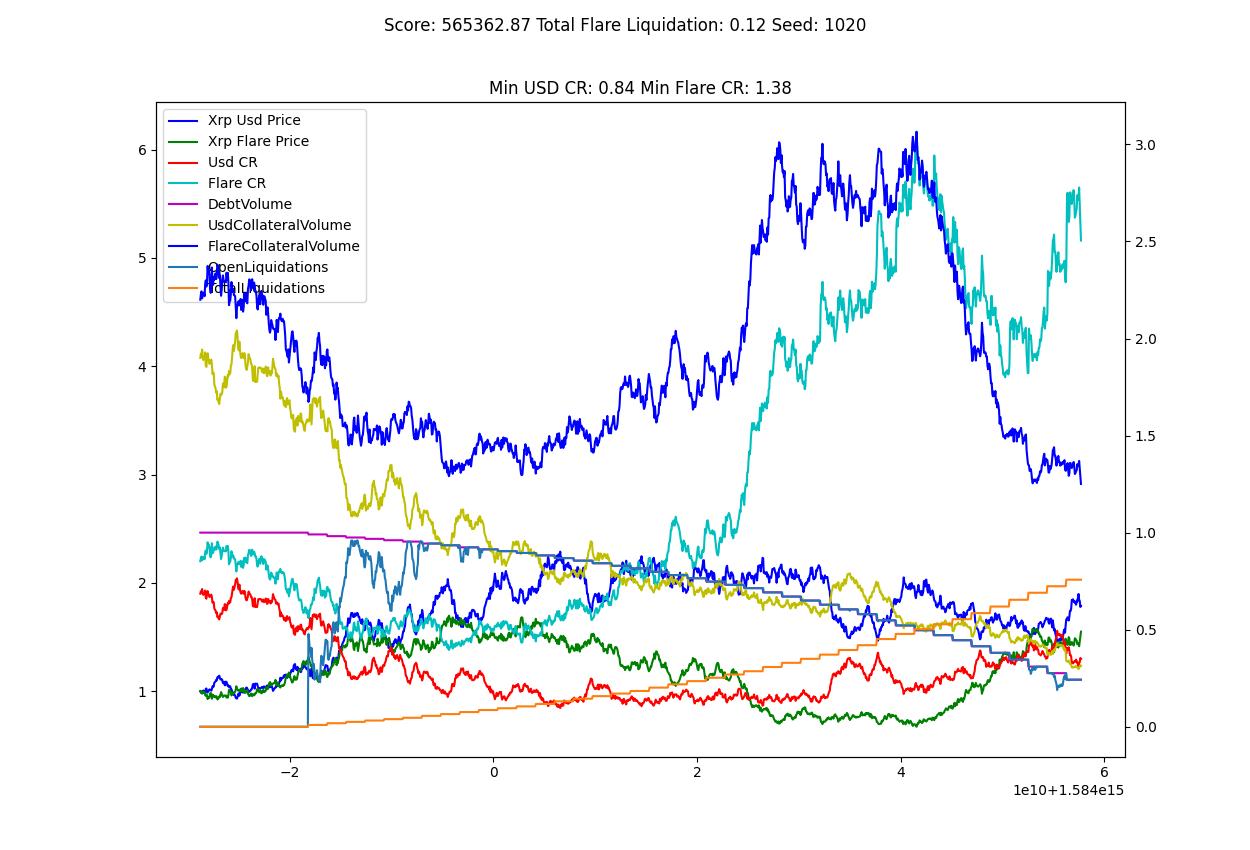 Score: 565362.87 Total Flare Liquidation: 0.12 Seed: 1020
Min USD CR: 0.84 Min Flare CR: 1.38
Xrp Usd Price
Xrp Flare Price
Usd CR
Flare CR
DebtVolume
UsdCollateralVolume
FlareCollateralVolume
OpenLiquidations
TotalLiquidations
6
5
4
3
2
1
3.0
2.5
2.0
1.5
1.0
0.5
0.0
−2
0
2
4
6
1e10+1.584e15